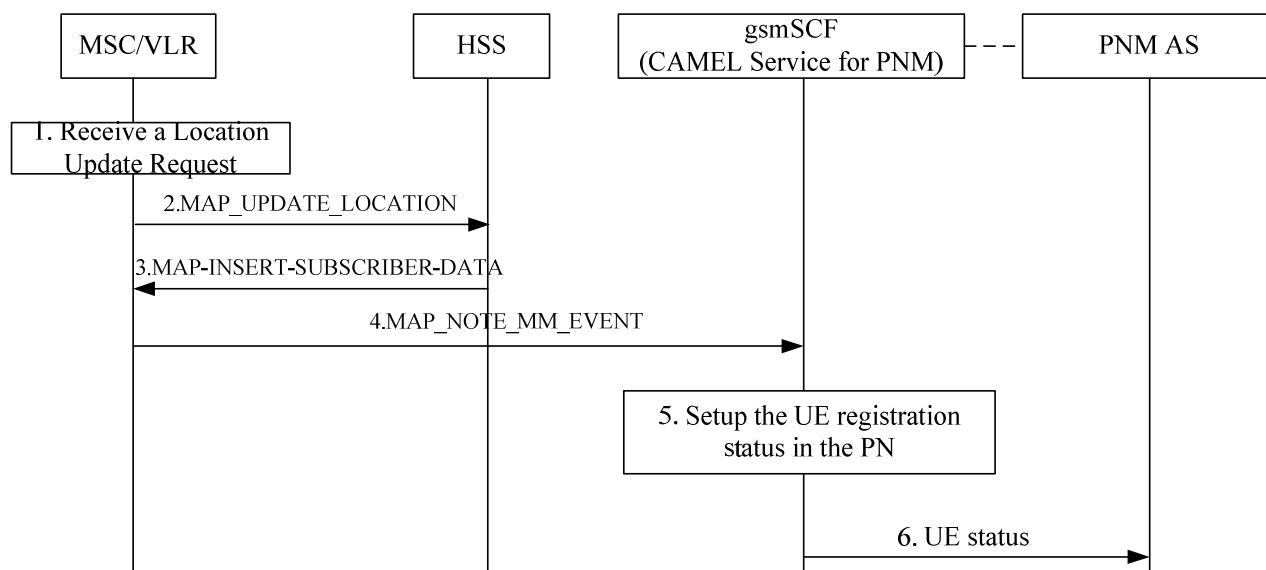 MSC/VLR
HSS
gsmSCF
(CAMEL Service for PNM)
PNM AS
1. Receive a Location
Update Request
2.MAP_UPDATE_LOCATION
3.MAP-INSERT-SUBSCRIBER-DATA
4.MAP_NOTE_MM_EVENT
5. Setup the UE registration
status in the PN
6. UE status